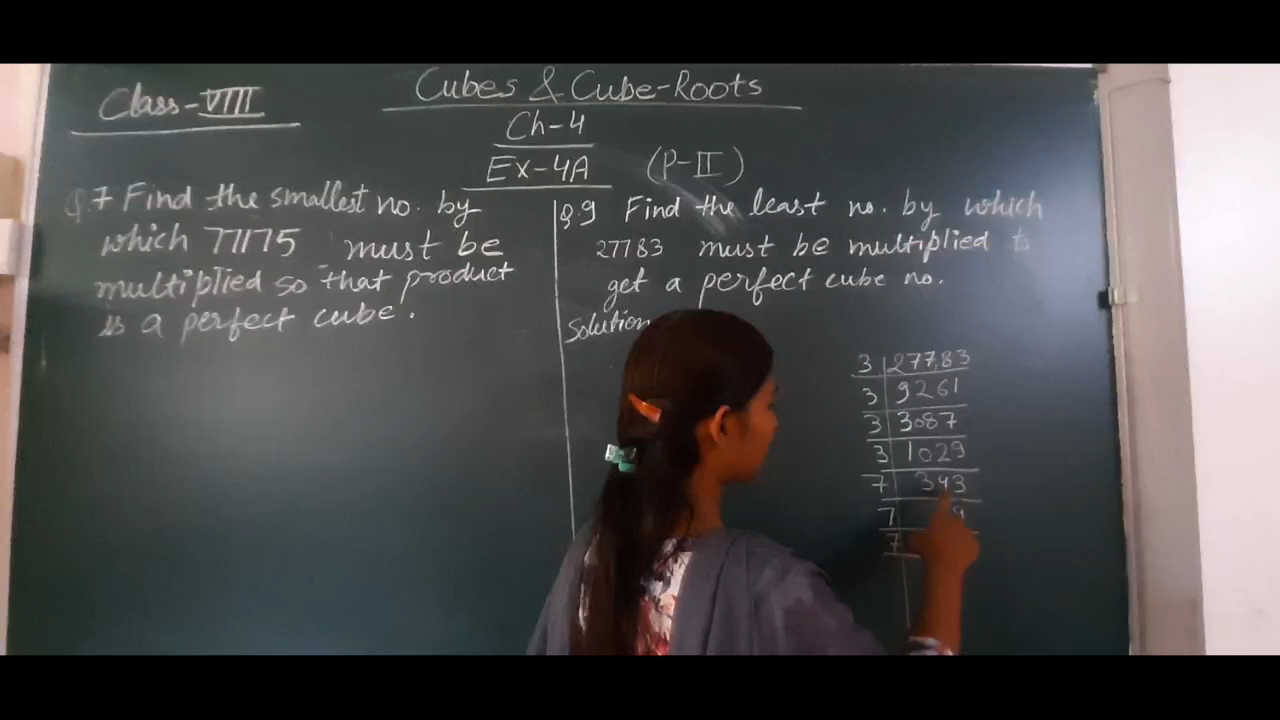 Class-VIII
Cubes & Cube-Roots
Ch-4
Ex-4A (P-II)
Q.7 Find the smallest no. by
which 77175 must be
multiplied so that product
is a perfect cube.
Q.9 Find the least no. by which
27783 must be multiplied to
get a perfect cube no.
Solution
3 27783
3 9261
3 3087
3 1029
7 343
7 9
7